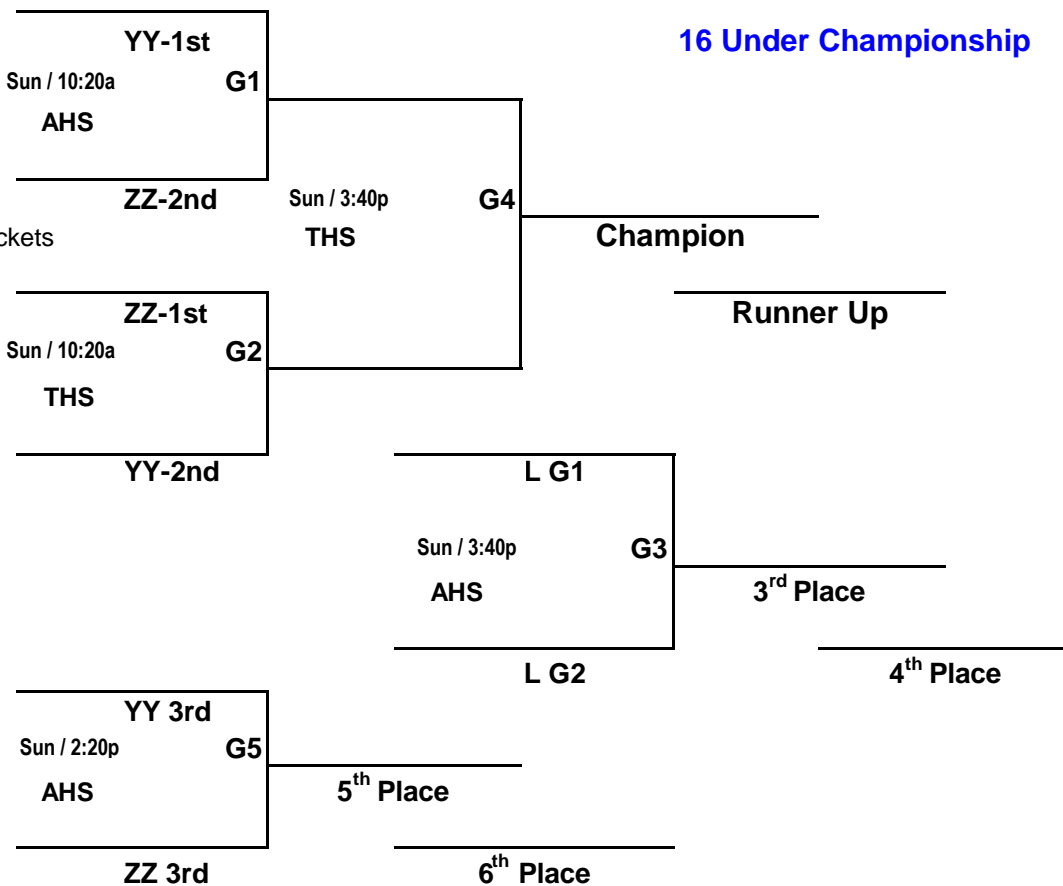 YY-1st
16 Under Championship
Sun / 10:20a
G1
AHS
ZZ-2nd
Sun / 3:40p
G4
THS
Champion
ZZ-1st
Runner Up
Sun / 10:20a
G2
THS
YY-2nd
L G1
Sun / 3:40p
G3
AHS
3rd Place
L G2
4th Place
YY 3rd
Sun / 2:20p
G5
AHS
5th Place
ZZ 3rd
6th Place